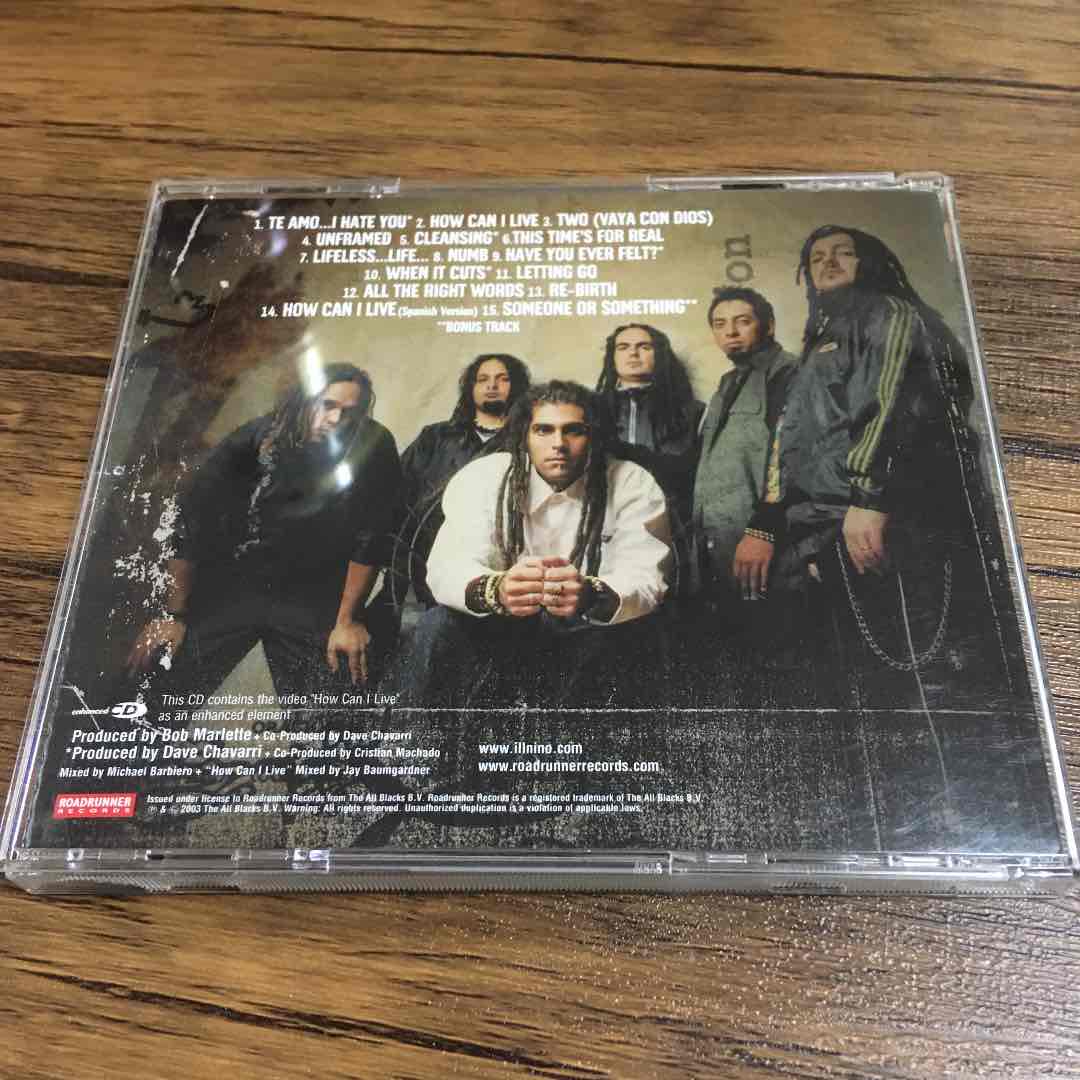 1. TE AMO...I HATE YOU* 2. HOW CAN I LIVE 3. TWO (VAYA CON DIOS)
4. UNFRAMED 5. CLEANSING* 6. THIS TIME'S FOR REAL
7. LIFELESS...LIFE... 8. NUMB 9. HAVE YOU EVER FELT?*
10. WHEN IT CUTS* 11. LETTING GO
12. ALL THE RIGHT WORDS 13. RE-BIRTH
14. HOW CAN I LIVE (Spanish Version) 15. SOMEONE OR SOMETHING**
**BONUS TRACK
on
enhanced CD
This CD contains the video "How Can I Live"
as an enhanced element
Produced by Bob Marlette + Co-Produced by Dave Chavarri
*Produced by Dave Chavarri + Co-Produced by Cristian Machado
Mixed by Michael Barbiero + "How Can I Live" Mixed by Jay Baumgardner
www.illnino.com
www.roadrunnerrecords.com
ROADRUNNER
RECORDS
Issued under license to Roadrunner Records from The All Blacks B.V. Roadrunner Records is a registered trademark of The All Blacks B.V.
℗ & © 2003 The All Blacks B.V. Warning: All rights reserved. Unauthorized duplication is a violation of applicable laws.